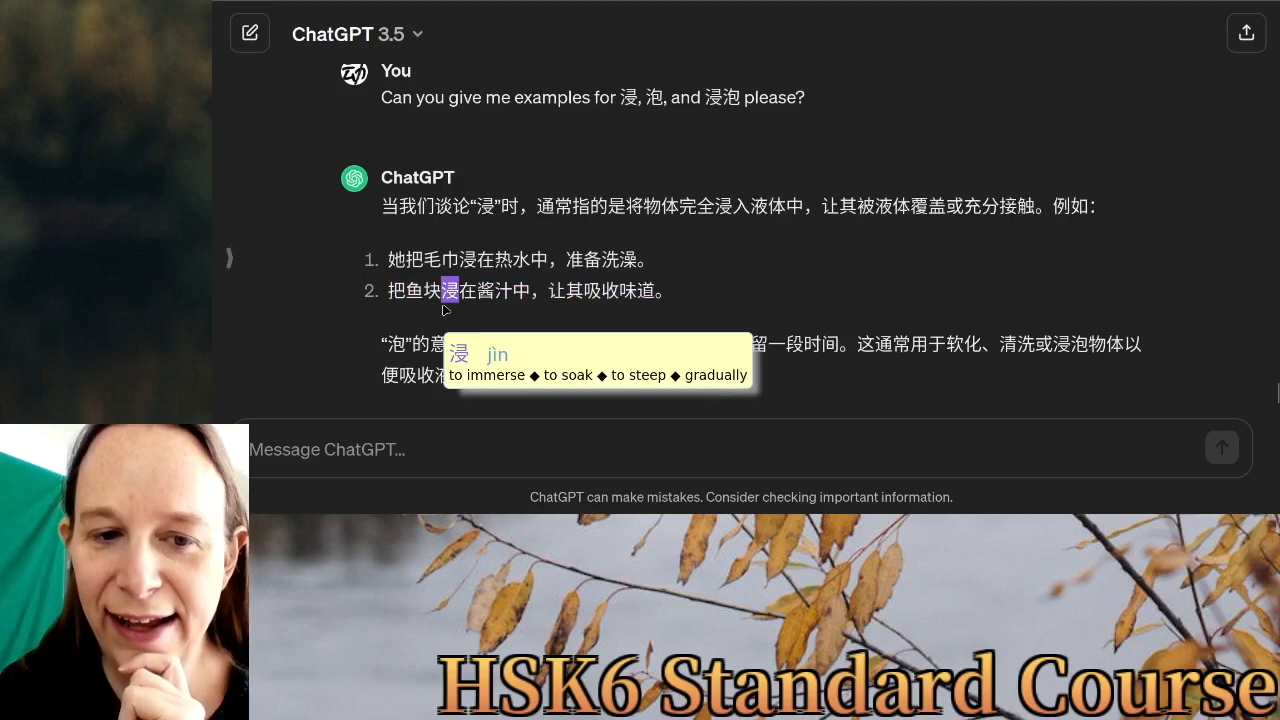 ChatGPT 3.5
You
Can you give me examples for 浸, 泡, and 浸泡 please?
ChatGPT
当我们谈论“浸”时，通常指的是将物体完全浸入液体中，让其被液体覆盖或充分接触。例如：
1. 她把毛巾浸在热水中，准备洗澡。
2. 把鱼块浸在酱汁中，让其吸收味道。
“泡”的意 留一段时间。这通常用于软化、清洗或浸泡物体以
浸 jìn
便吸收液
to immerse ◆ to soak ◆ to steep ◆ gradually
Message ChatGPT...
ChatGPT can make mistakes. Consider checking important information.
HSK6 Standard Course